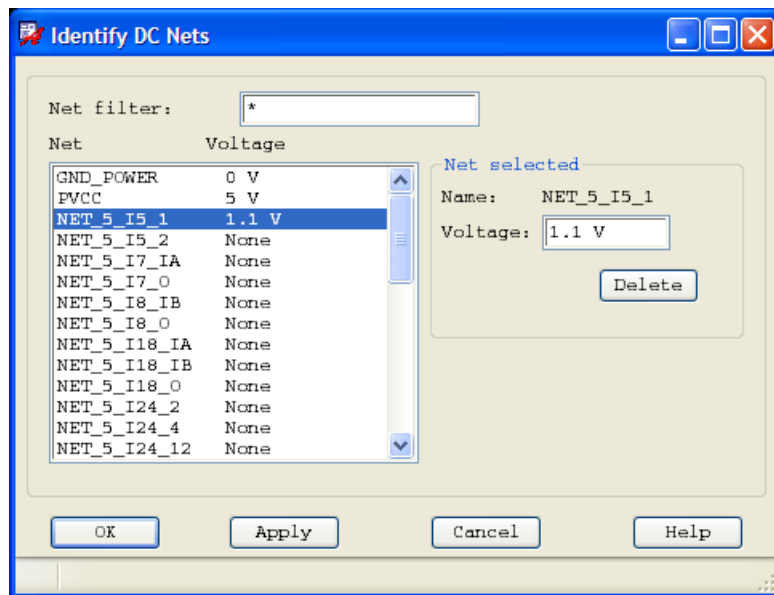 Identify DC Nets
Net filter: *
Net Voltage
GND_POWER 0 V
PVCC 5 V
NET_5_I5_1 1.1 V
NET_5_I5_2 None
NET_5_I7_IA None
NET_5_I7_O None
NET_5_I8_IB None
NET_5_I8_O None
NET_5_I18_IA None
NET_5_I18_IB None
NET_5_I18_O None
NET_5_I24_2 None
NET_5_I24_4 None
NET_5_I24_12 None
Net selected
Name: NET_5_I5_1
Voltage: 1.1 V
Delete
OK Apply Cancel Help